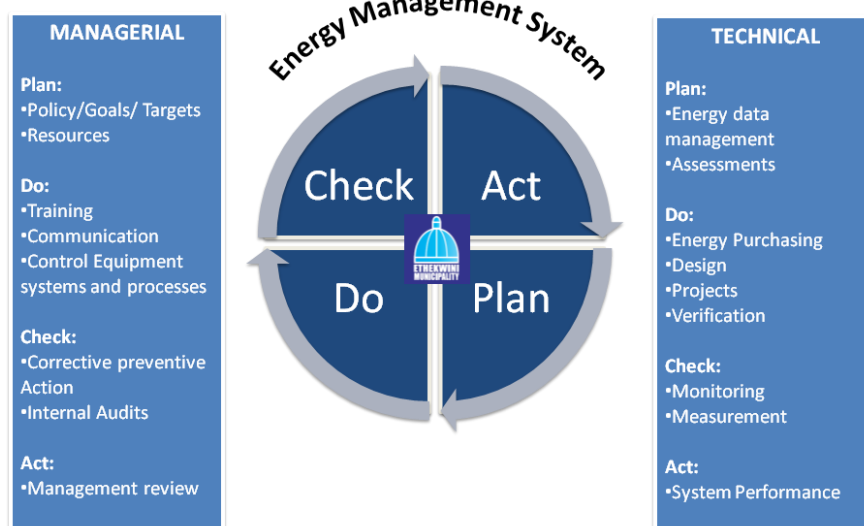 MANAGERIAL
Plan:
•Policy/Goals/ Targets
•Resources
Do:
•Training
•Communication
•Control Equipment
systems and processes
Check:
•Corrective preventive
Action
•Internal Audits
Act:
•Management review
Energy Management System
Check
Act
Do
Plan
ETHEKWINI
MUNICIPALITY
TECHNICAL
Plan:
•Energy data
management
•Assessments
Do:
•Energy Purchasing
•Design
•Projects
•Verification
Check:
•Monitoring
•Measurement
Act:
•System Performance